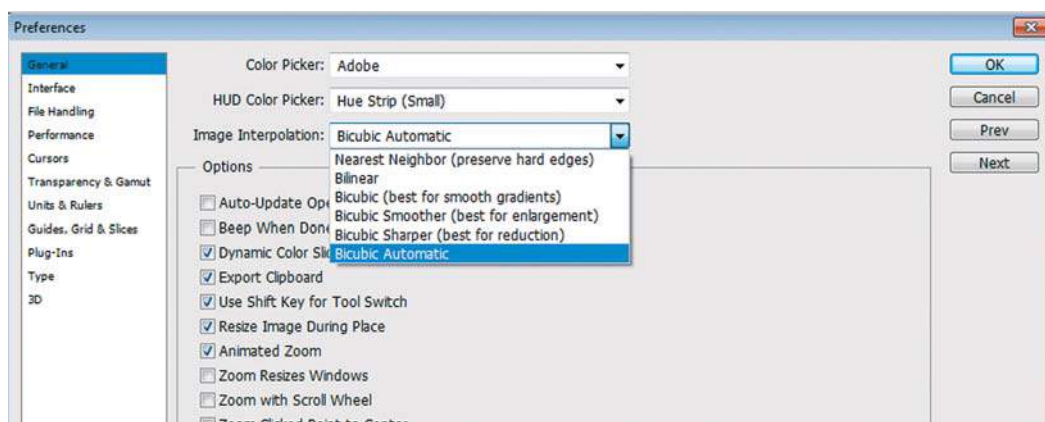 Preferences
General
Interface
File Handling
Performance
Cursors
Transparency & Gamut
Units & Rulers
Guides, Grid & Slices
Plug-Ins
Type
3D
Color Picker: Adobe
HUD Color Picker: Hue Strip (Small)
Image Interpolation: Bicubic Automatic
Nearest Neighbor (preserve hard edges)
Bilinear
Bicubic (best for smooth gradients)
Bicubic Smoother (best for enlargement)
Bicubic Sharper (best for reduction)
Bicubic Automatic
Options
Auto-Update Ope
Beep When Done
Dynamic Color Sli
Export Clipboard
Use Shift Key for Tool Switch
Resize Image During Place
Animated Zoom
Zoom Resizes Windows
Zoom with Scroll Wheel
OK
Cancel
Prev
Next